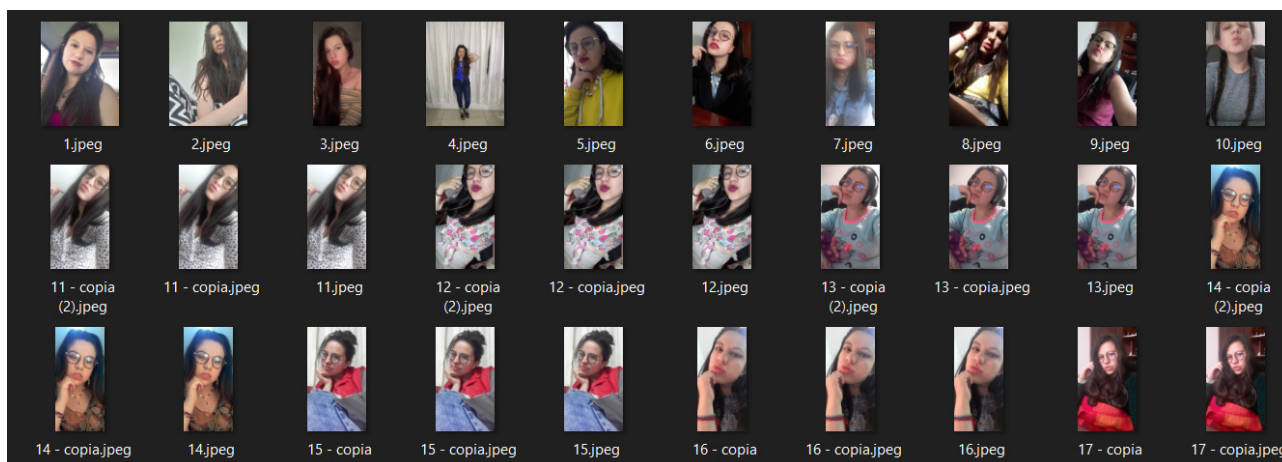 1.jpeg
2.jpeg
3.jpeg
4.jpeg
5.jpeg
6.jpeg
7.jpeg
8.jpeg
9.jpeg
10.jpeg
11 - copia
(2).jpeg
11 - copia.jpeg
11.jpeg
12 - copia
(2).jpeg
12 - copia.jpeg
12.jpeg
13 - copia
(2).jpeg
13 - copia.jpeg
13.jpeg
14 - copia
(2).jpeg
14 - copia.jpeg
14.jpeg
15 - copia
15 - copia.jpeg
15.jpeg
16 - copia
16 - copia.jpeg
16.jpeg
17 - copia
17 - copia.jpeg